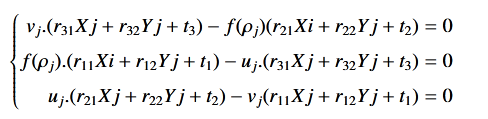 v_j.(r_{31}Xj + r_{32}Yj + t_3) − f(ρ_j)(r_{21}Xj + r_{22}Yj + t_2) = 0
f(ρ_j).(r_{11}Xi + r_{12}Yj + t_1) − u_j.(r_{31}Xj + r_{32}Yj + t_3) = 0
u_j.(r_{21}Xj + r_{22}Yj + t_2) − v_j(r_{11}Xj + r_{12}Yj + t_1) = 0